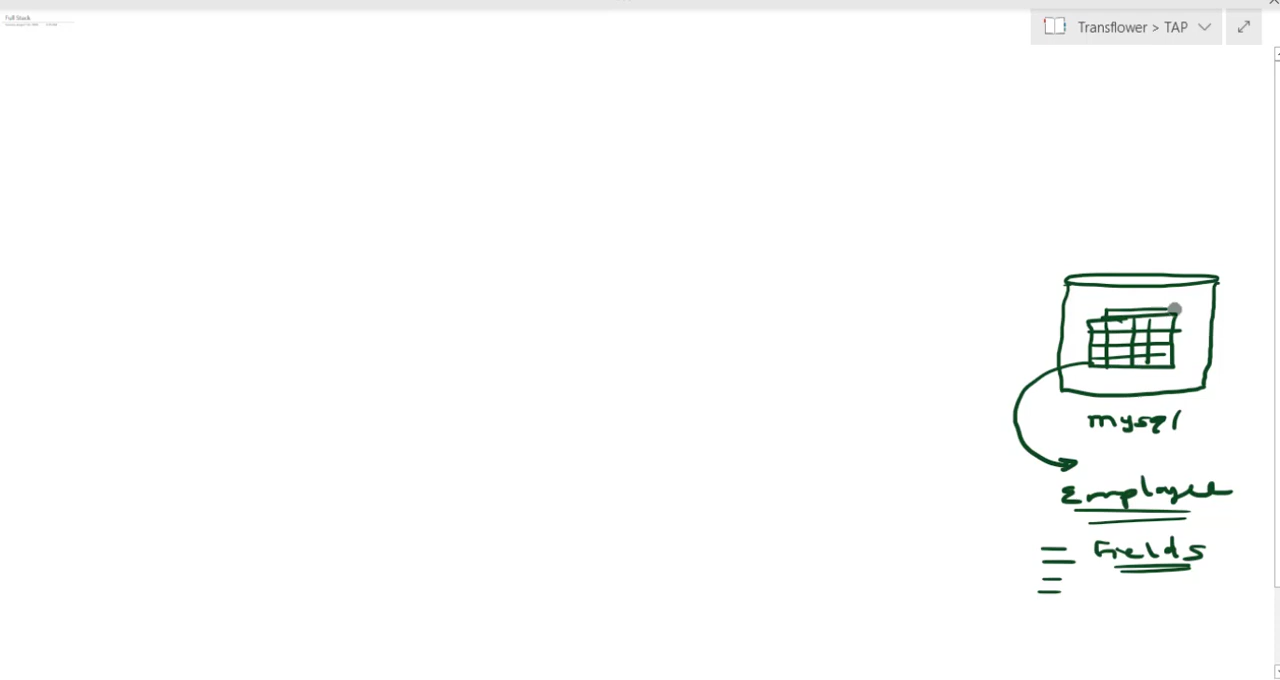 Full Stack
Transflower > TAP
mysql
Employee
Fields